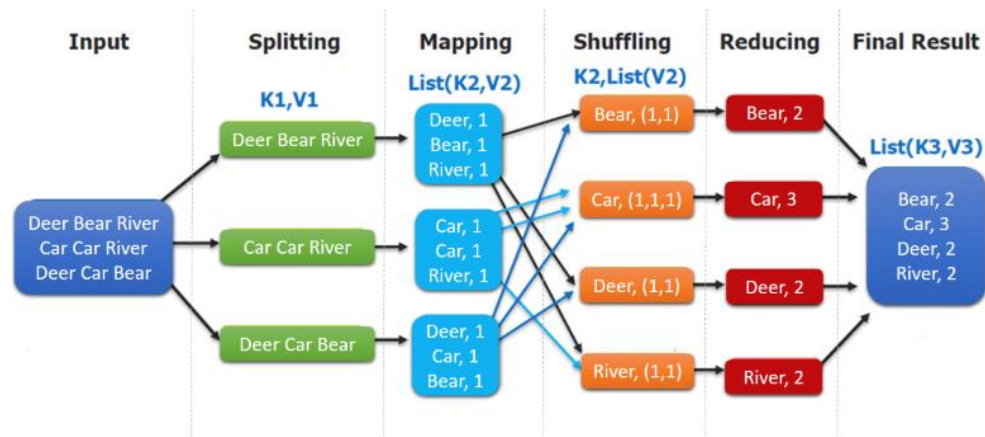 Input
Splitting
Mapping
Shuffling
Reducing
Final Result
K1,V1
List(K2,V2)
K2,List(V2)
List(K3,V3)
Deer Bear River
Car Car River
Deer Car Bear
Deer Bear River
Car Car River
Deer Car Bear
Deer, 1
Bear, 1
River, 1
Car, 1
Car, 1
River, 1
Deer, 1
Car, 1
Bear, 1
Bear, (1,1)
Car, (1,1,1)
Deer, (1,1)
River, (1,1)
Bear, 2
Car, 3
Deer, 2
River, 2
Bear, 2
Car, 3
Deer, 2
River, 2